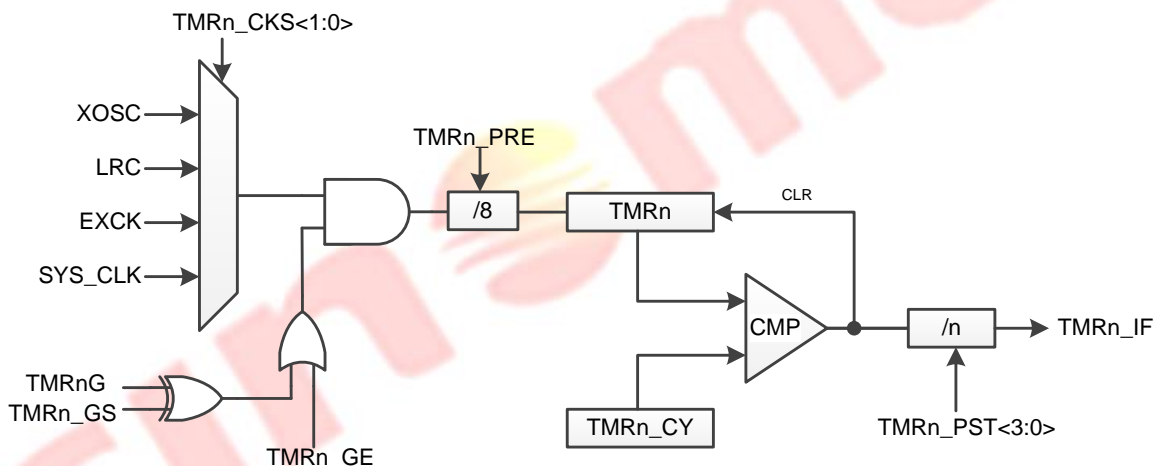 TMRn_CKS<1:0>
XOSC
LRC
EXCK
SYS_CLK
TMRn_PRE
/8
TMRn
CLR
CMP
/n
TMRn_IF
TMRnG
TMRn_GS
TMRn_GE
TMRn_CY
TMRn_PST<3:0>